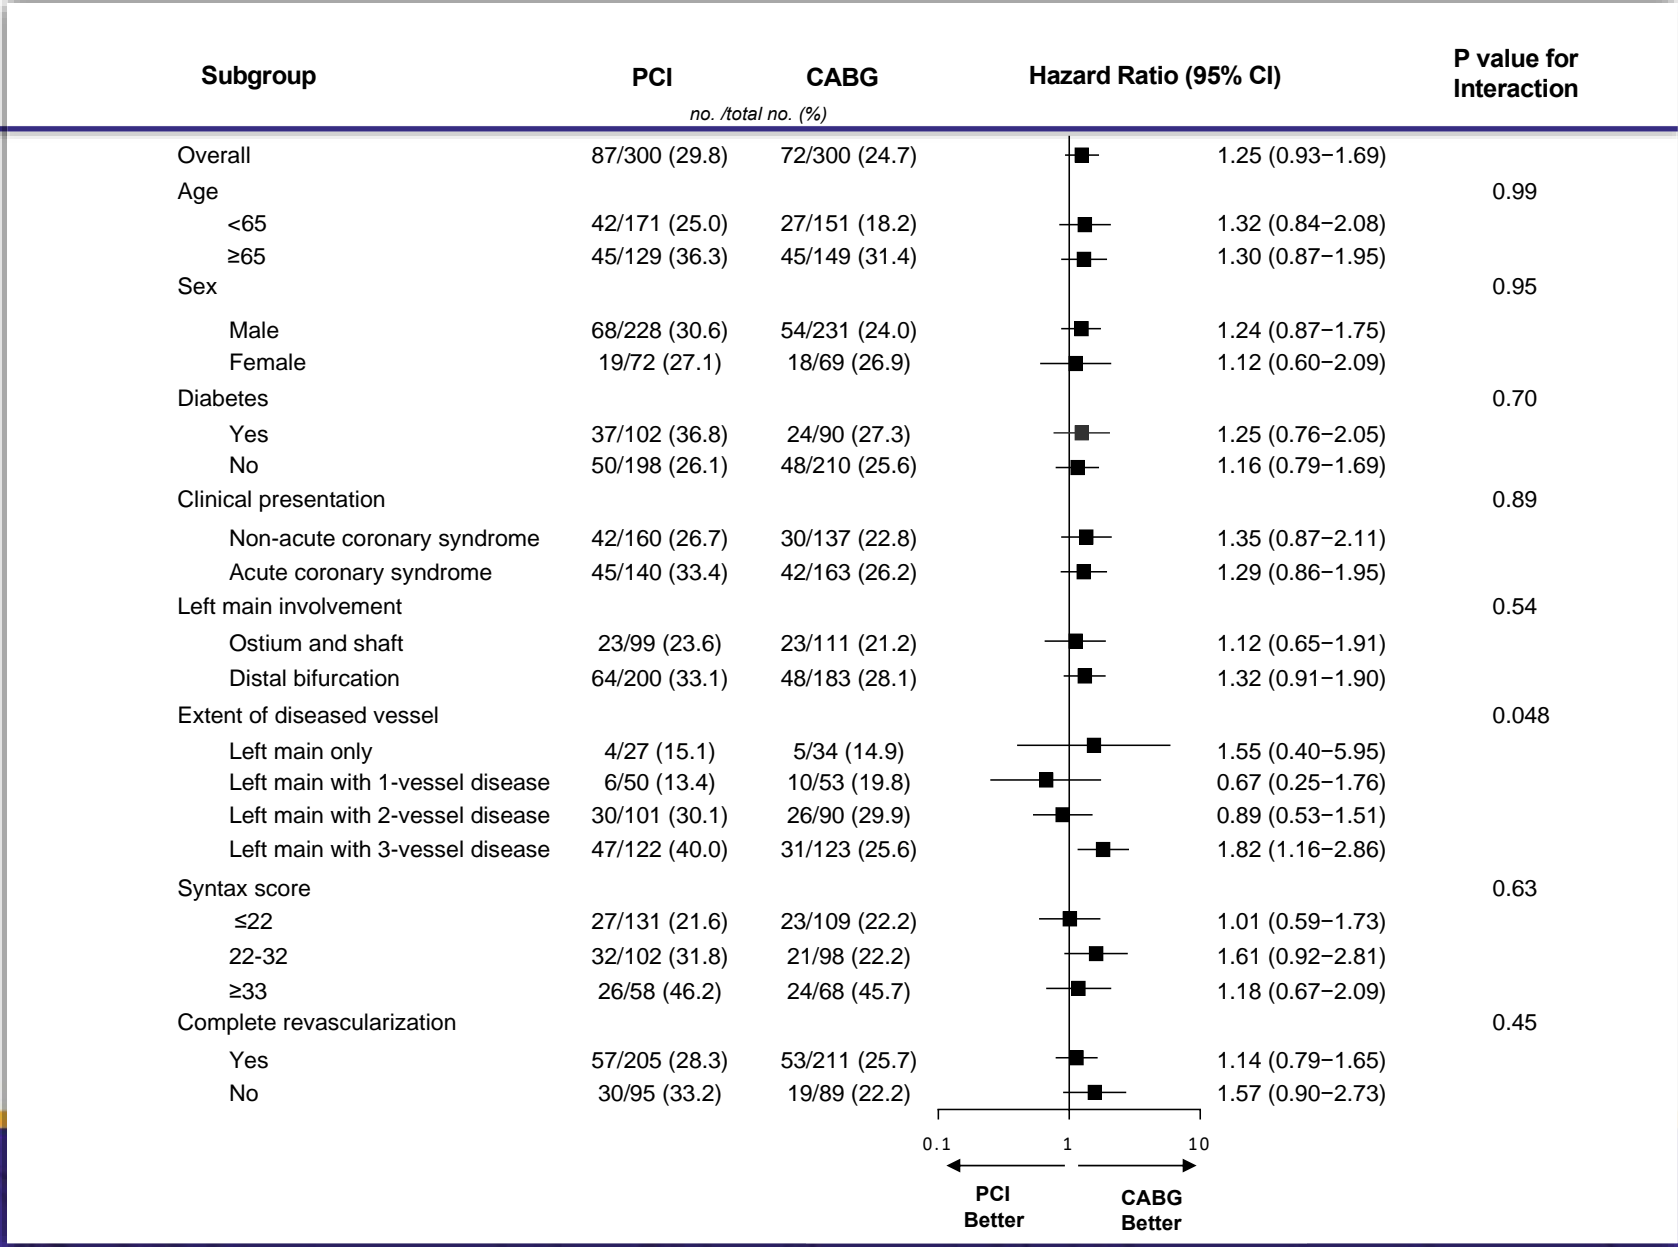 Subgroup PCI CABG Hazard Ratio (95% CI) P value for
Interaction
no. /total no. (%)
Overall 87/300 (29.8) 72/300 (24.7) 1.25 (0.93−1.69)
Age 0.99
<65 42/171 (25.0) 27/151 (18.2) 1.32 (0.84−2.08)
≥65 45/129 (36.3) 45/149 (31.4) 1.30 (0.87−1.95)
Sex 0.95
Male 68/228 (30.6) 54/231 (24.0) 1.24 (0.87−1.75)
Female 19/72 (27.1) 18/69 (26.9) 1.12 (0.60−2.09)
Diabetes 0.70
Yes 37/102 (36.8) 24/90 (27.3) 1.25 (0.76−2.05)
No 50/198 (26.1) 48/210 (25.6) 1.16 (0.79−1.69)
Clinical presentation 0.89
Non-acute coronary syndrome 42/160 (26.7) 30/137 (22.8) 1.35 (0.87−2.11)
Acute coronary syndrome 45/140 (33.4) 42/163 (26.2) 1.29 (0.86−1.95)
Left main involvement 0.54
Ostium and shaft 23/99 (23.6) 23/111 (21.2) 1.12 (0.65−1.91)
Distal bifurcation 64/200 (33.1) 48/183 (28.1) 1.32 (0.91−1.90)
Extent of diseased vessel 0.048
Left main only 4/27 (15.1) 5/34 (14.9) 1.55 (0.40−5.95)
Left main with 1-vessel disease 6/50 (13.4) 10/53 (19.8) 0.67 (0.25−1.76)
Left main with 2-vessel disease 30/101 (30.1) 26/90 (29.9) 0.89 (0.53−1.51)
Left main with 3-vessel disease 47/122 (40.0) 31/123 (25.6) 1.82 (1.16−2.86)
Syntax score 0.63
≤22 27/131 (21.6) 23/109 (22.2) 1.01 (0.59−1.73)
22-32 32/102 (31.8) 21/98 (22.2) 1.61 (0.92−2.81)
≥33 26/58 (46.2) 24/68 (45.7) 1.18 (0.67−2.09)
Complete revascularization 0.45
Yes 57/205 (28.3) 53/211 (25.7) 1.14 (0.79−1.65)
No 30/95 (33.2) 19/89 (22.2) 1.57 (0.90−2.73)
0.1 1 10
PCI CABG
Better Better